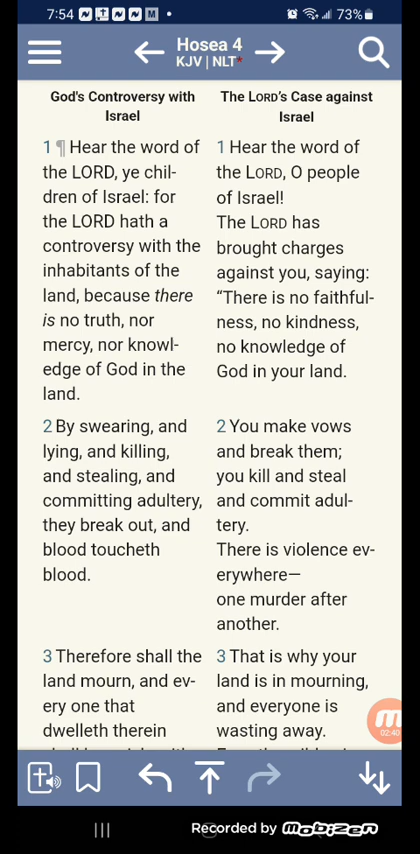 7:54 M 73%
Hosea 4
KJV | NLT*
God's Controversy with
Israel
1 ¶ Hear the word of
the LORD, ye chil-
dren of Israel: for
the LORD hath a
controversy with the
inhabitants of the
land, because there
is no truth, nor
mercy, nor knowl-
edge of God in the
land.
2 By swearing, and
lying, and killing,
and stealing, and
committing adultery,
they break out, and
blood toucheth
blood.
3 Therefore shall the
land mourn, and ev-
ery one that
dwelleth therein
The LORD's Case against
Israel
1 Hear the word of
the LORD, O people
of Israel!
The LORD has
brought charges
against you, saying:
“There is no faithful-
ness, no kindness,
no knowledge of
God in your land.
2 You make vows
and break them;
you kill and steal
and commit adul-
tery.
There is violence ev-
erywhere—
one murder after
another.
3 That is why your
land is in mourning,
and everyone is
wasting away.
02:40
Recorded by mobizen